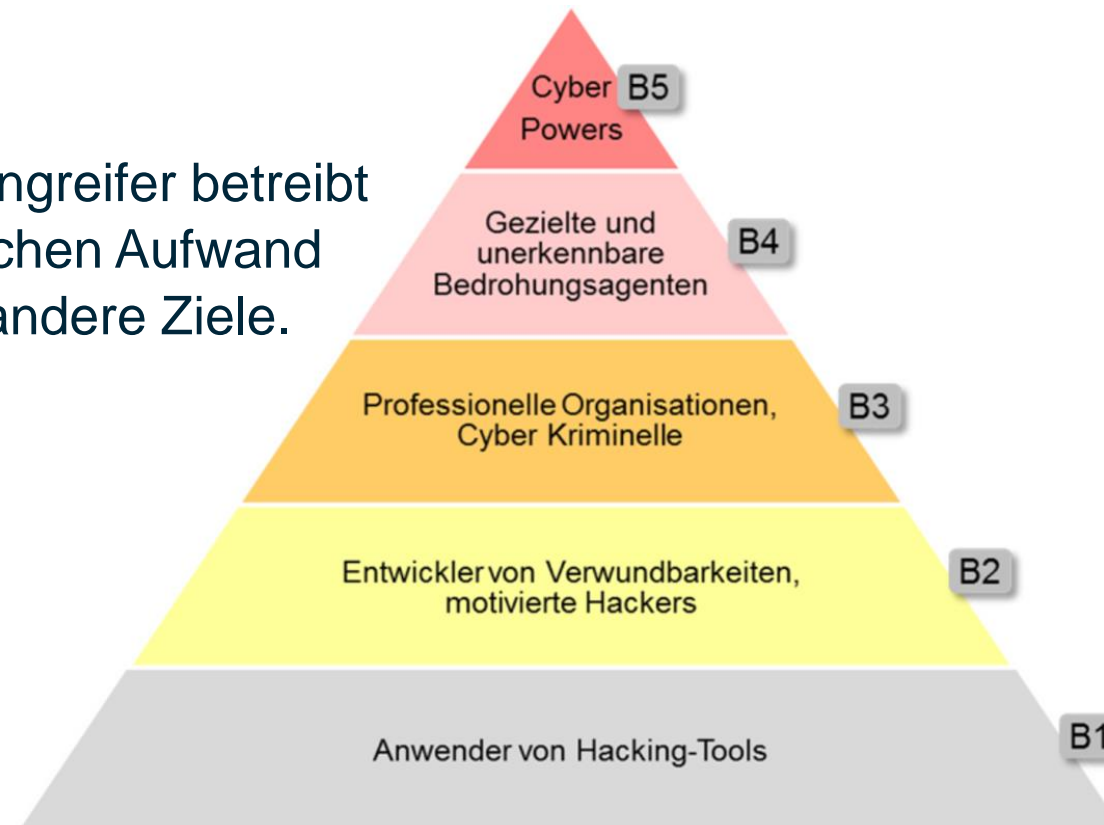 ngreifer betreibt
chen Aufwand
andere Ziele.
Cyber
Powers
B5
Gezielte und
unerkennbare
Bedrohungsagenten
B4
Professionelle Organisationen,
Cyber Kriminelle
B3
Entwickler von Verwundbarkeiten,
motivierte Hackers
B2
Anwender von Hacking-Tools
B1